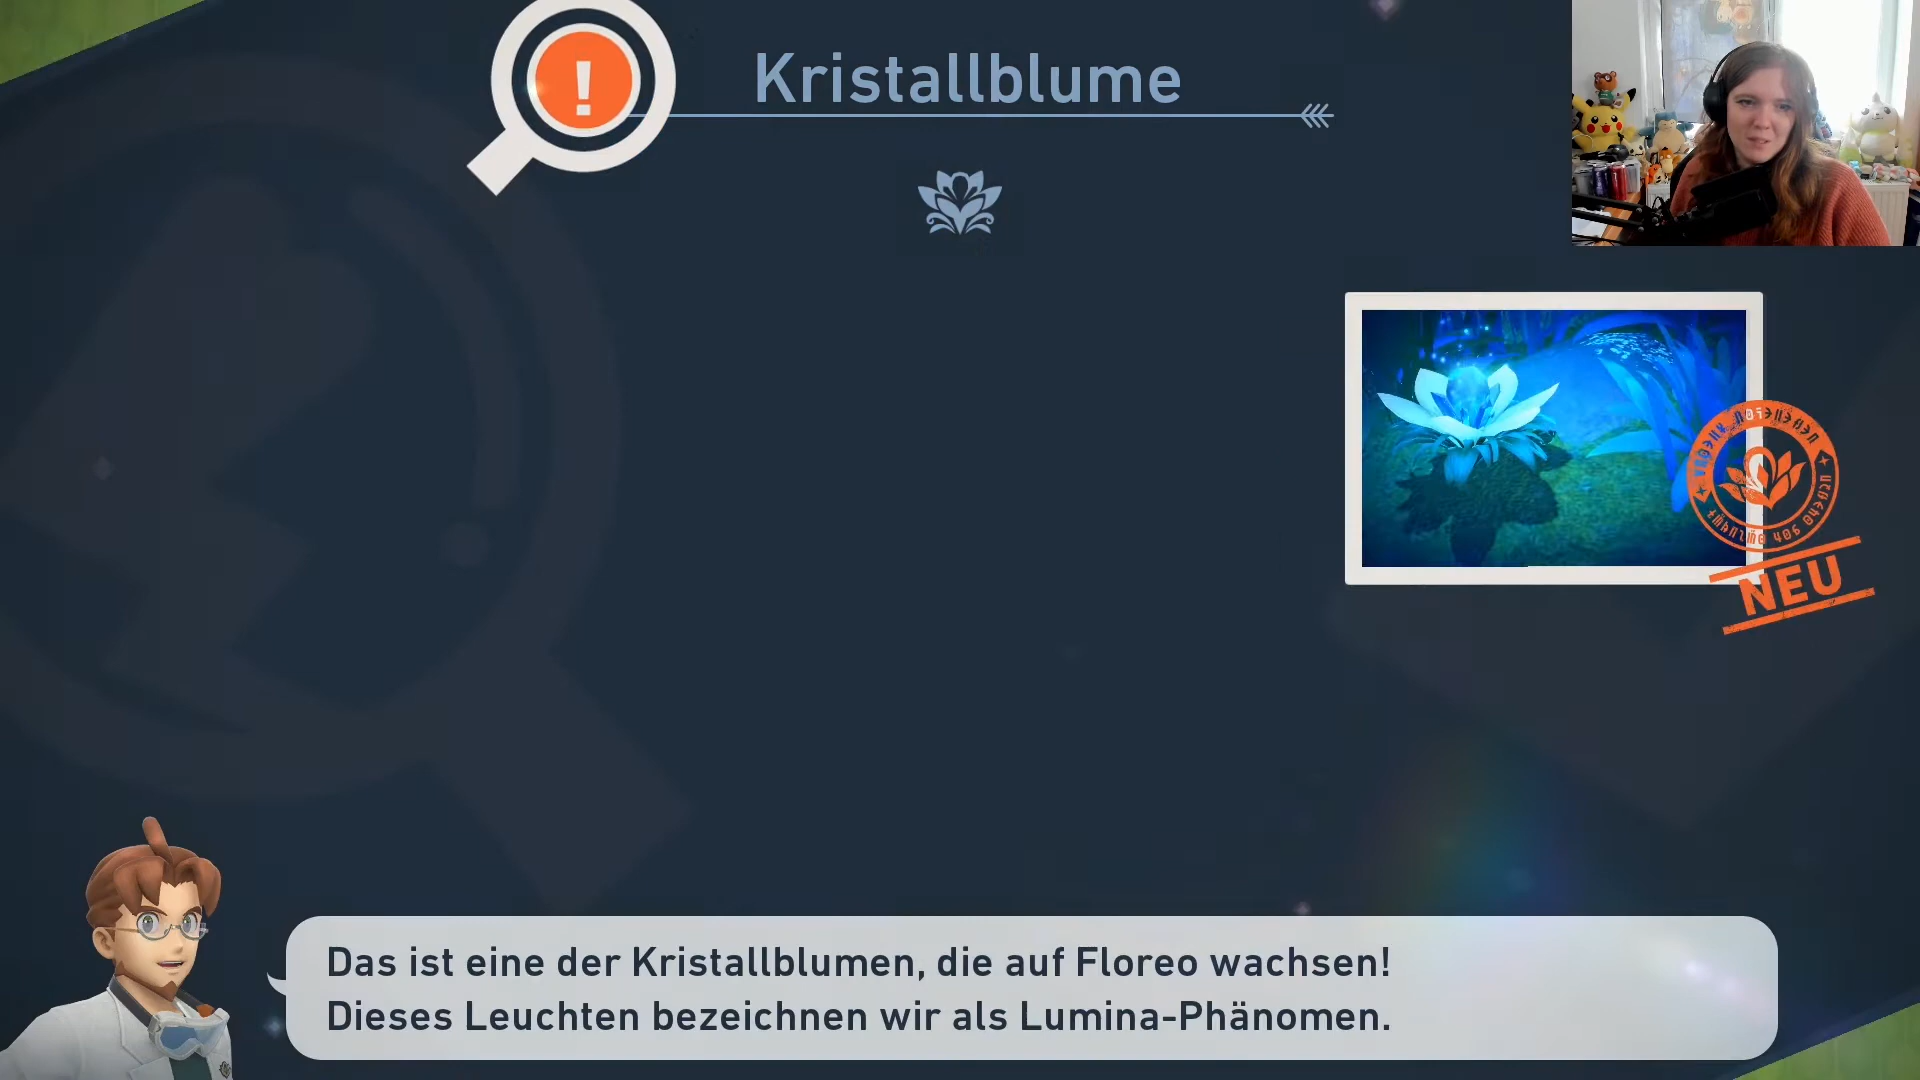 Kristallblume
NEU
Das ist eine der Kristallblumen, die auf Floreo wachsen!
Dieses Leuchten bezeichnen wir als Lumina-Phänomen.